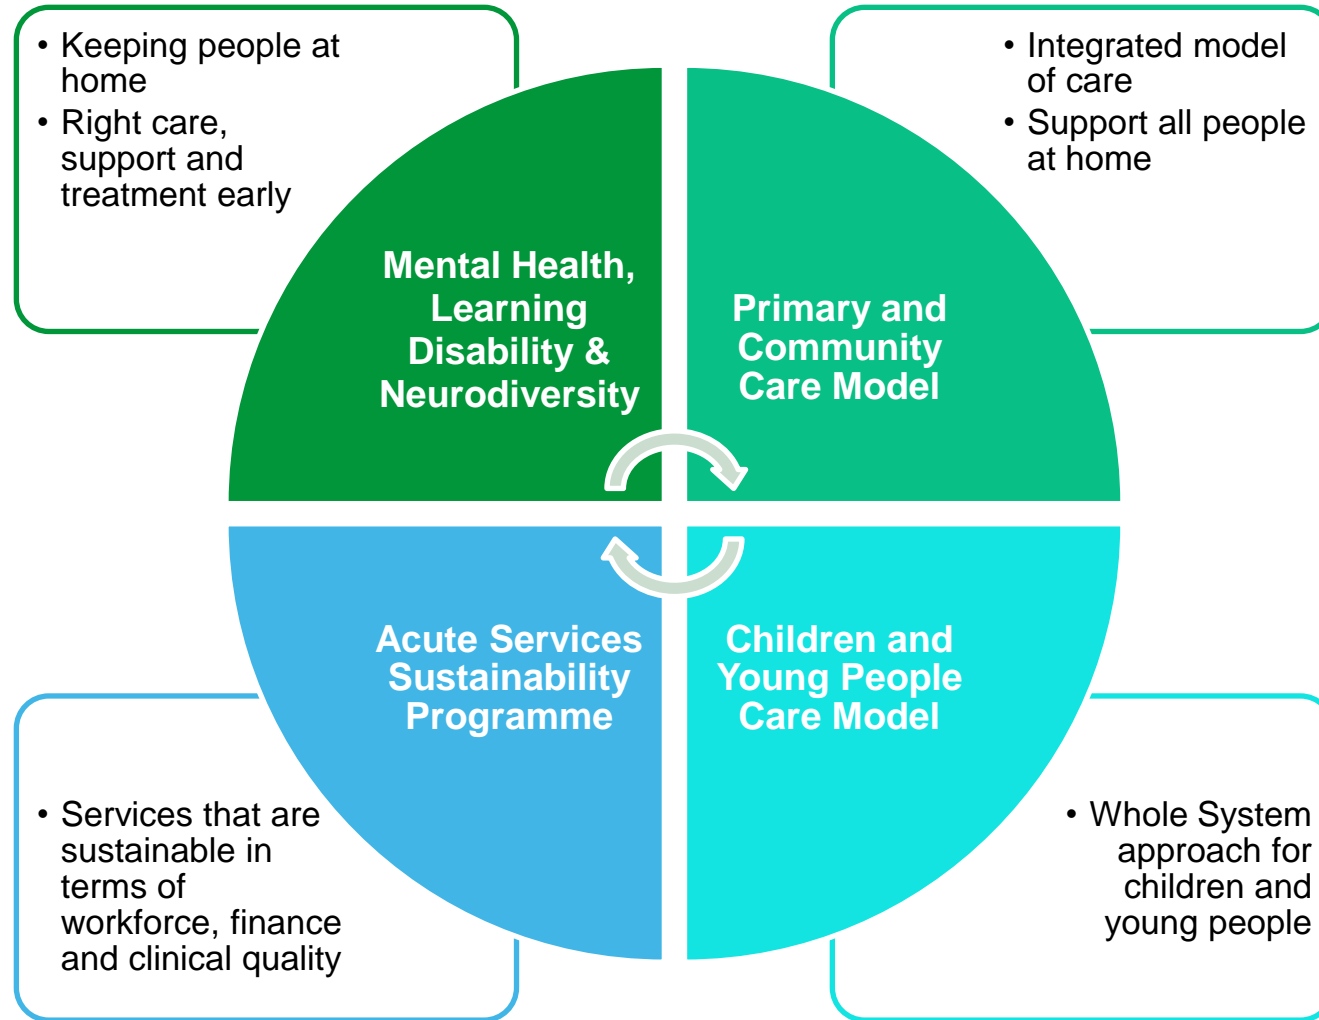 • Keeping people at
home
• Right care,
support and
treatment early
• Integrated model
of care
• Support all people
at home
Mental Health,
Learning
Disability &
Neurodiversity
Primary and
Community
Care Model
Acute Services
Sustainability
Programme
Children and
Young People
Care Model
• Services that are
sustainable in
terms of
workforce, finance
and clinical quality
• Whole System
approach for
children and
young people